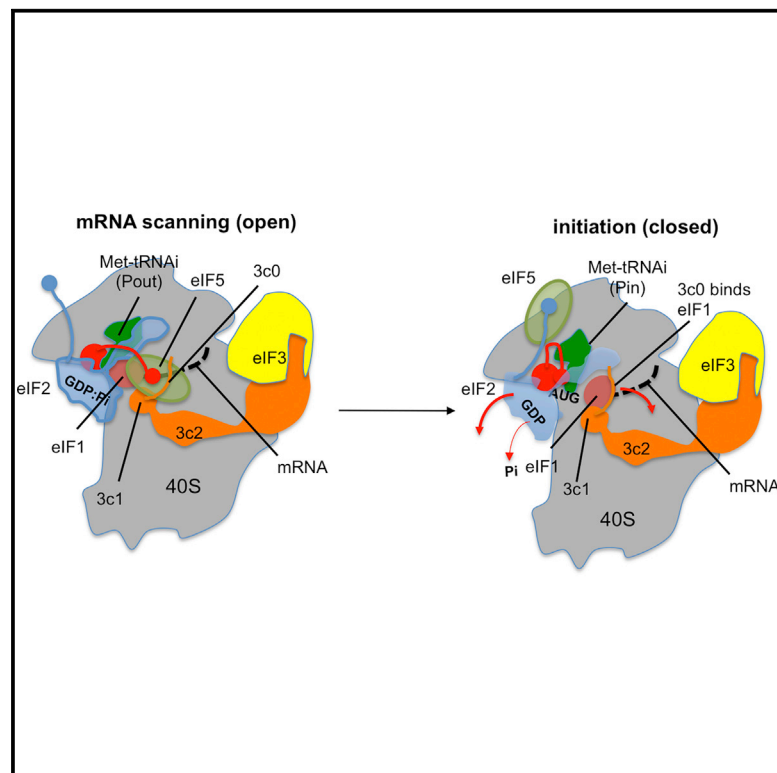 mRNA scanning (open)
Met-tRNAi
(Pout)
eIF5
3c0
eIF3
eIF2
GDP:Pi
eIF1
3c2
3c1
mRNA
40S
initiation (closed)
eIF5
Met-tRNAi
(Pin)
3c0 binds
eIF1
eIF3
eIF2
AUG
GDP
Pi
eIF1
3c1
3c2
mRNA
40S